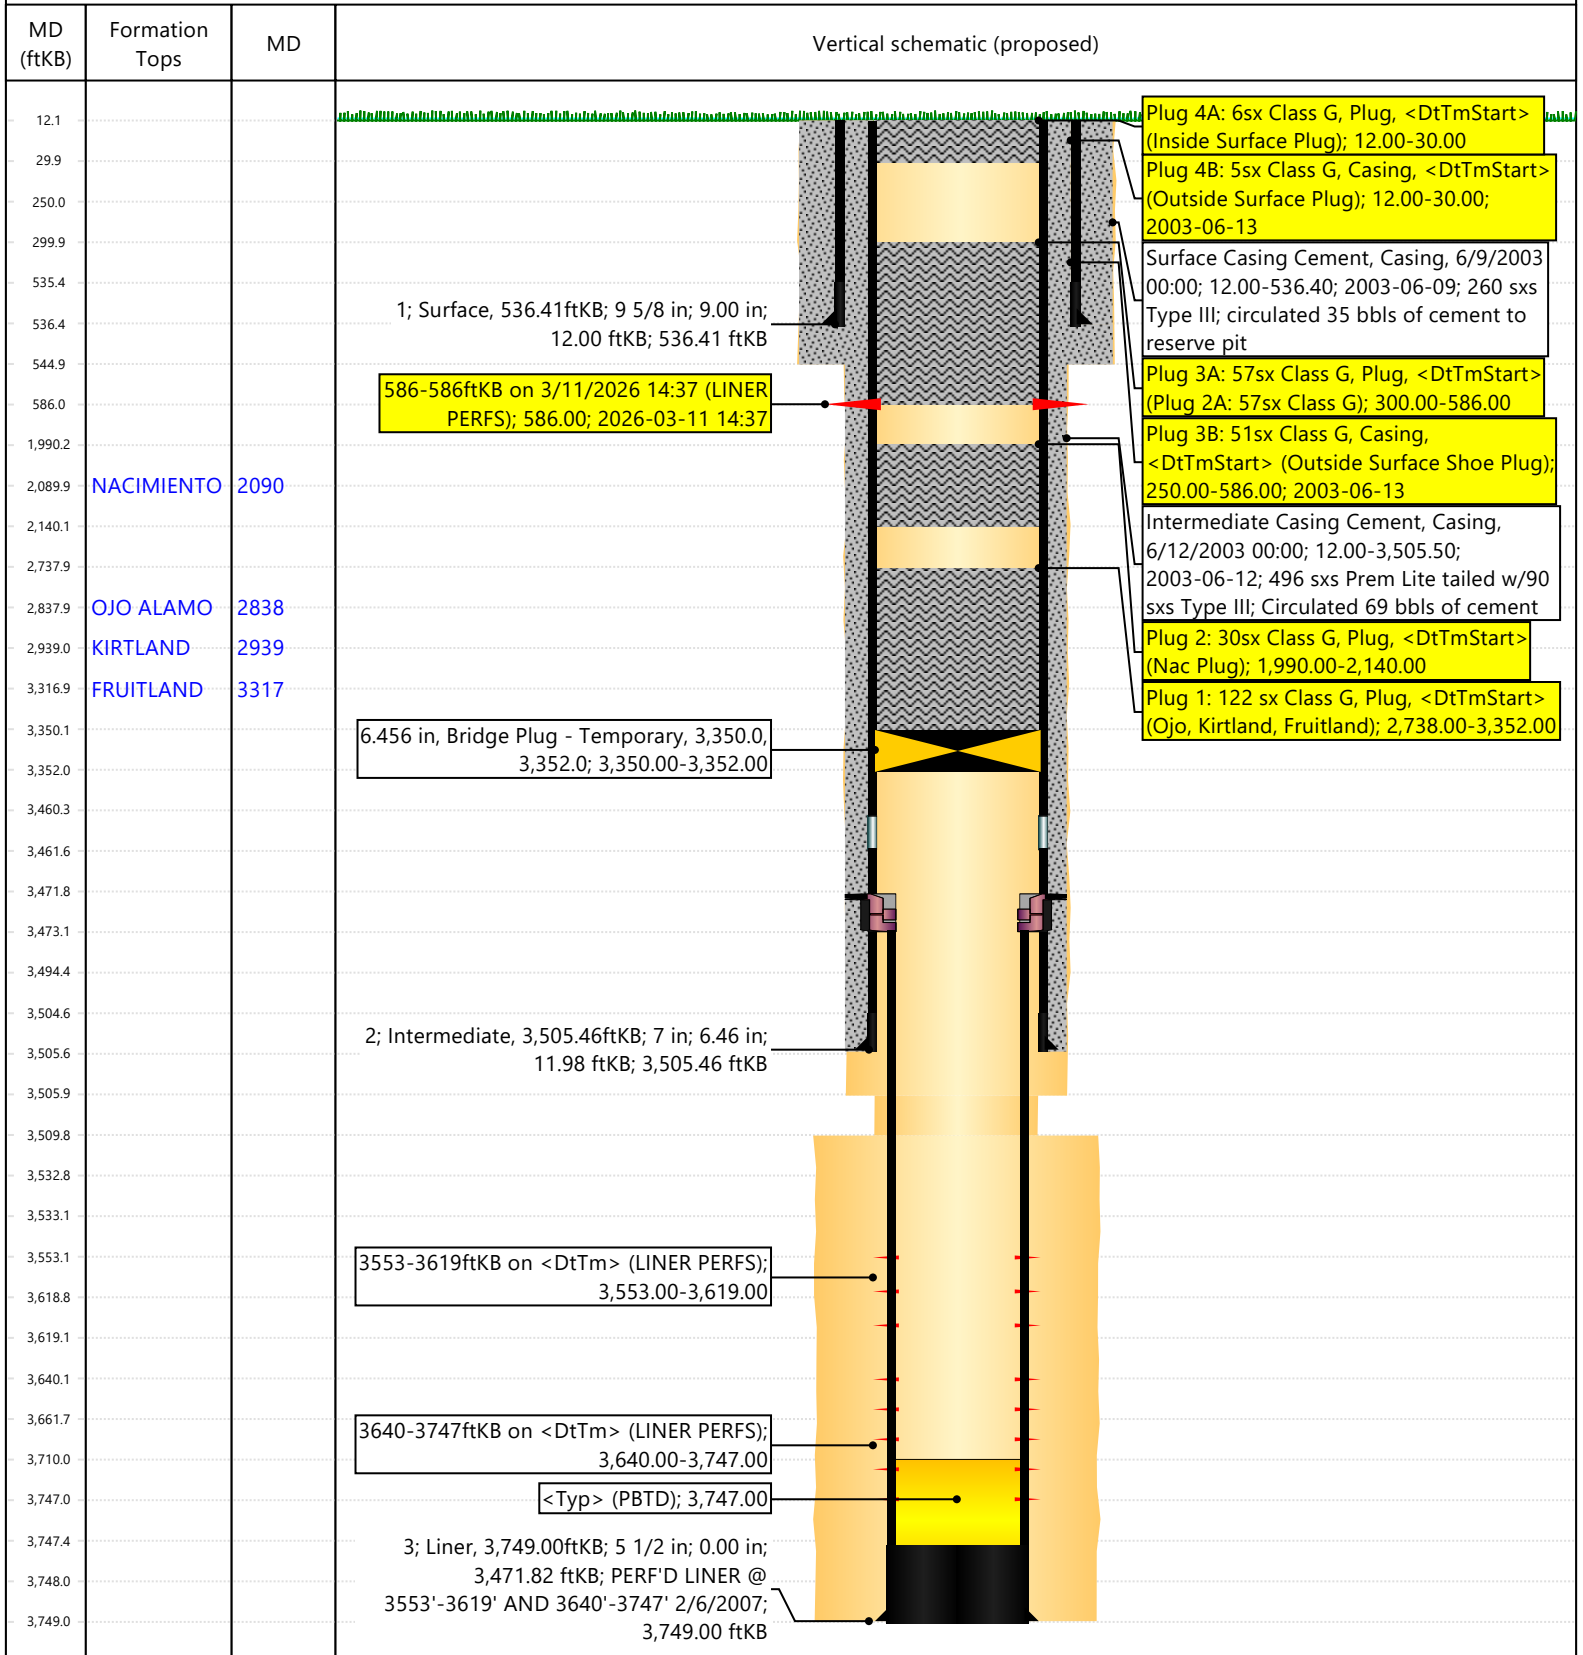 MD
(ftKB)
Formation
Tops
MD
Vertical schematic (proposed)
12.1
29.9
250.0
299.9
535.4
536.4
544.9
586.0
1,990.2
2,089.9
2,140.1
2,737.9
2,837.9
2,939.0
3,316.9
3,350.1
3,352.0
3,460.3
3,461.6
3,471.8
3,473.1
3,494.4
3,504.6
3,505.6
3,505.9
3,509.8
3,532.8
3,533.1
3,553.1
3,618.8
3,619.1
3,640.1
3,661.7
3,710.0
3,747.0
3,747.4
3,748.0
3,749.0
NACIMIENTO 2090
OJO ALAMO 2838
KIRTLAND 2939
FRUITLAND 3317
1; Surface, 536.41ftKB; 9 5/8 in; 9.00 in;
12.00 ftKB; 536.41 ftKB
586-586ftKB on 3/11/2026 14:37 (LINER
PERFS); 586.00; 2026-03-11 14:37
6.456 in, Bridge Plug - Temporary, 3,350.0,
3,352.0; 3,350.00-3,352.00
2; Intermediate, 3,505.46ftKB; 7 in; 6.46 in;
11.98 ftKB; 3,505.46 ftKB
3553-3619ftKB on <DtTm> (LINER PERFS);
3,553.00-3,619.00
3640-3747ftKB on <DtTm> (LINER PERFS);
3,640.00-3,747.00
<Typ> (PBTD); 3,747.00
3; Liner, 3,749.00ftKB; 5 1/2 in; 0.00 in;
3,471.82 ftKB; PERF'D LINER @
3553'-3619' AND 3640'-3747' 2/6/2007;
3,749.00 ftKB
Plug 4A: 6sx Class G, Plug, <DtTmStart>
(Inside Surface Plug); 12.00-30.00
Plug 4B: 5sx Class G, Casing, <DtTmStart>
(Outside Surface Plug); 12.00-30.00;
2003-06-13
Surface Casing Cement, Casing, 6/9/2003
00:00; 12.00-536.40; 2003-06-09; 260 sxs
Type III; circulated 35 bbls of cement to
reserve pit
Plug 3A: 57sx Class G, Plug, <DtTmStart>
(Plug 2A: 57sx Class G); 300.00-586.00
Plug 3B: 51sx Class G, Casing,
<DtTmStart> (Outside Surface Shoe Plug);
250.00-586.00; 2003-06-13
Intermediate Casing Cement, Casing,
6/12/2003 00:00; 12.00-3,505.50;
2003-06-12; 496 sxs Prem Lite tailed w/90
sxs Type III; Circulated 69 bbls of cement
Plug 2: 30sx Class G, Plug, <DtTmStart>
(Nac Plug); 1,990.00-2,140.00
Plug 1: 122 sx Class G, Plug, <DtTmStart>
(Ojo, Kirtland, Fruitland); 2,738.00-3,352.00